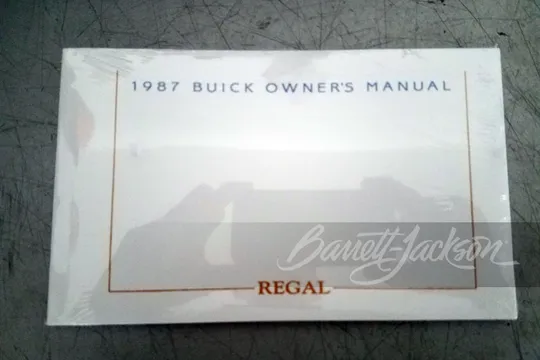 1987 BUICK OWNER'S MANUAL
Barrett-Jackson
REGAL